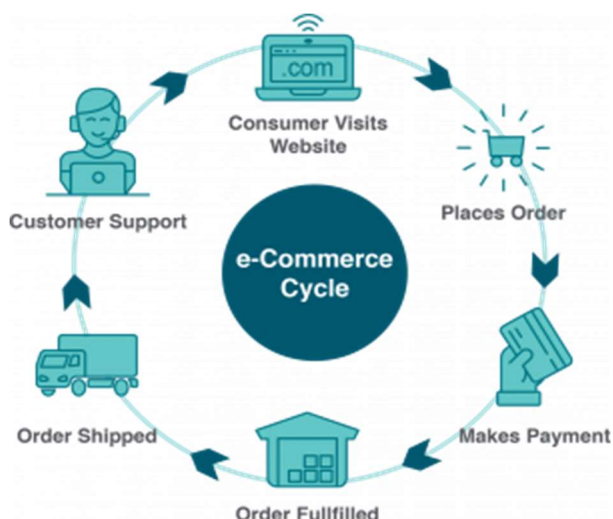 .com
Consumer Visits
Website
Places Order
Makes Payment
Order Fullfilled
Order Shipped
Customer Support
e-Commerce
Cycle